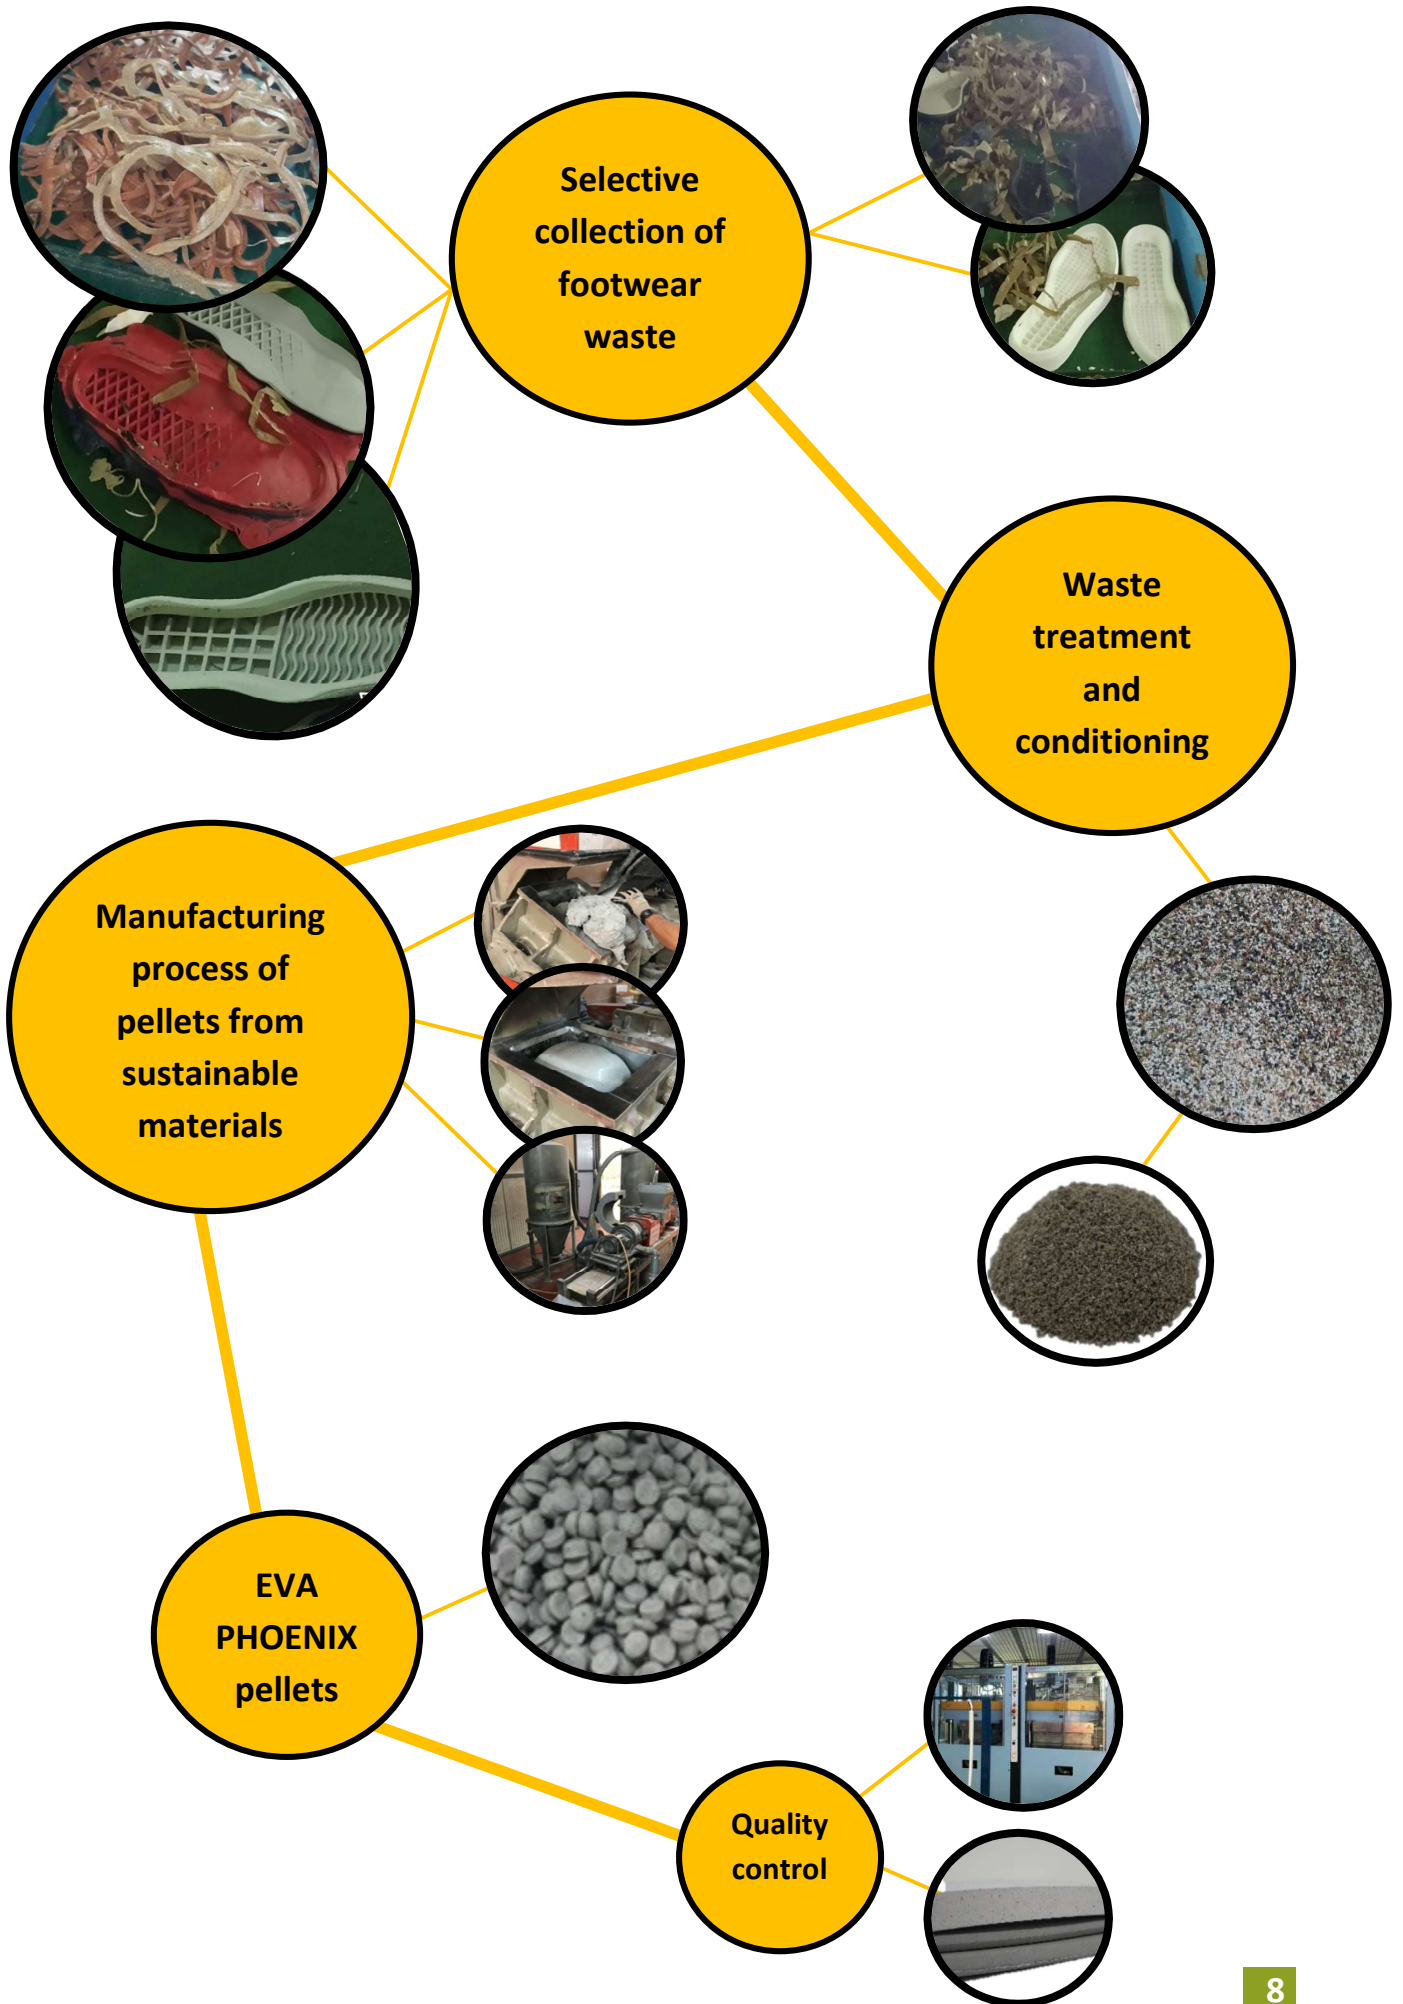 Selective
collection of
footwear
waste
Waste
treatment
and
conditioning
Manufacturing
process of
pellets from
sustainable
materials
EVA
PHOENIX
pellets
Quality
control
8